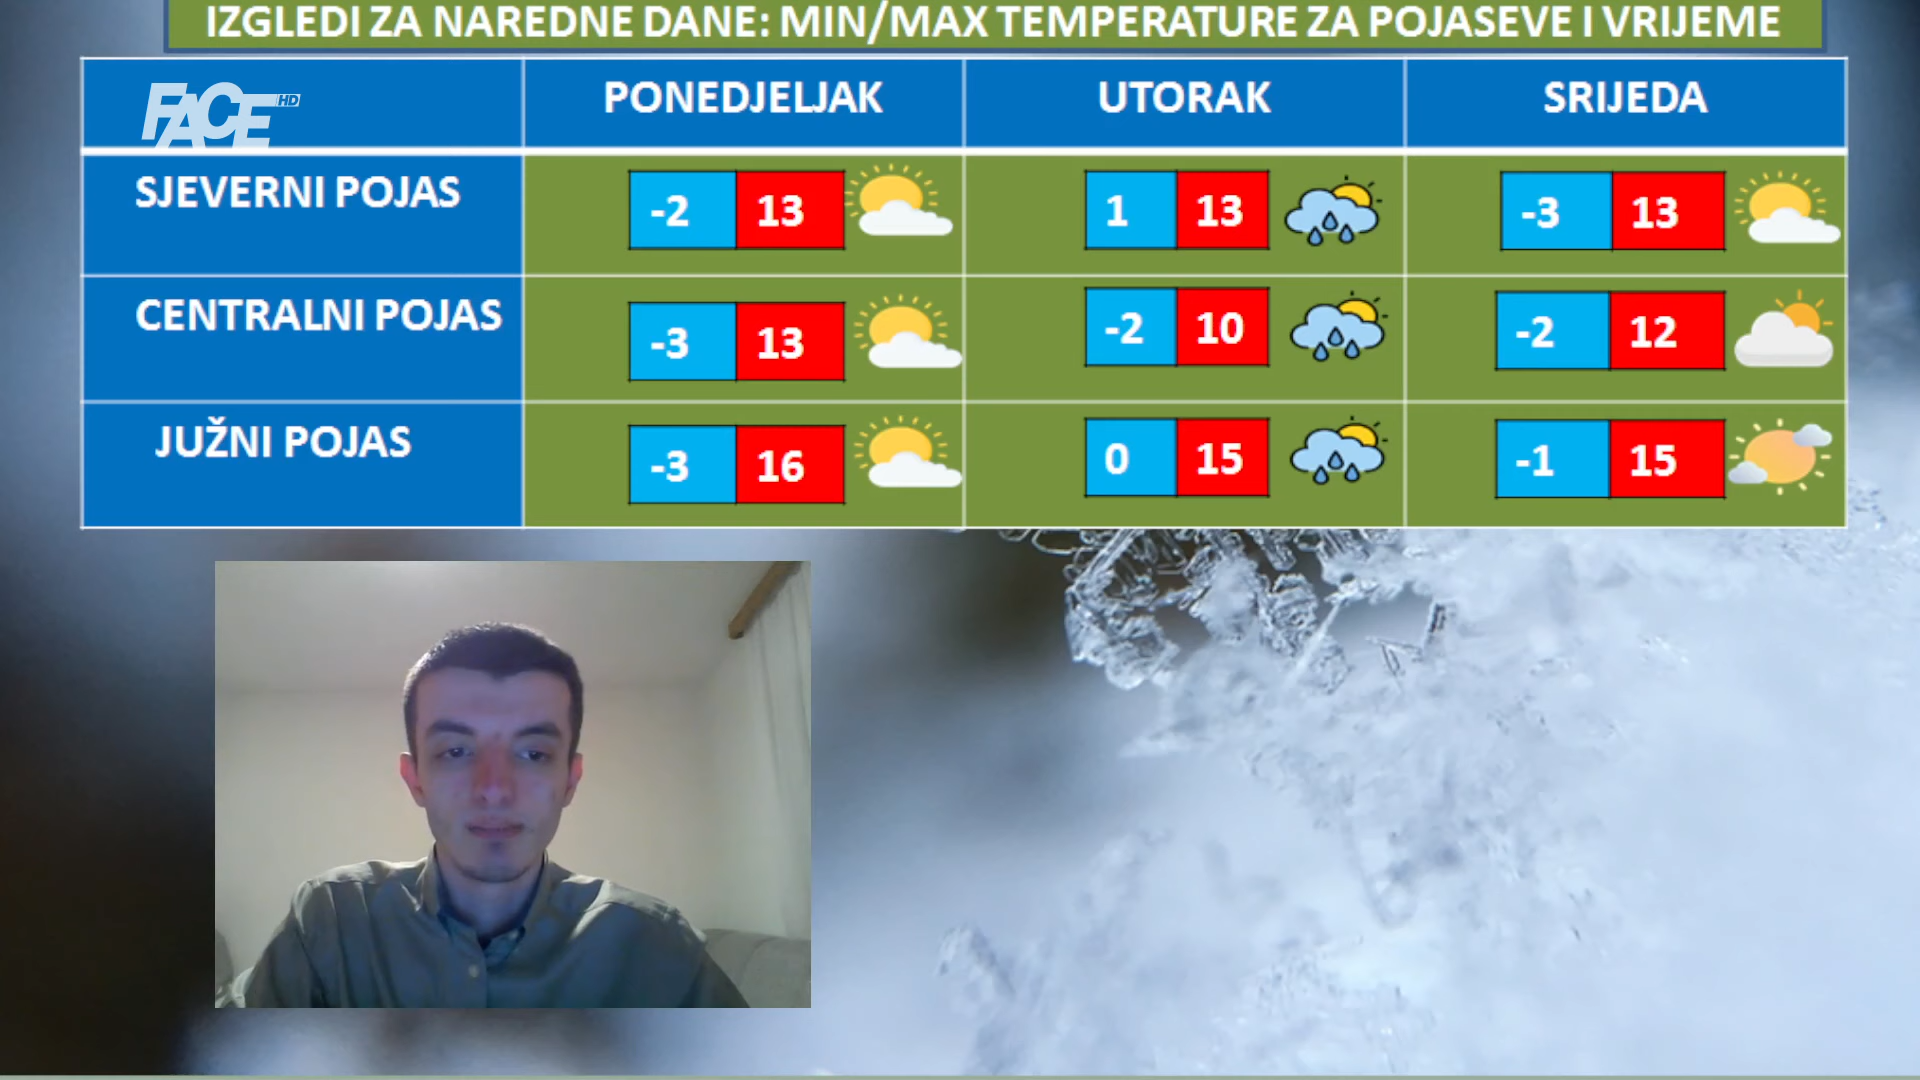 IZGLEDI ZA NAREDNE DANE: MIN/MAX TEMPERATURE ZA POJASEVE I VRIJEME
FACE HD PONEDJELJAK UTORAK SRIJEDA
SJEVERNI POJAS -2 13 1 13 -3 13
CENTRALNI POJAS -3 13 -2 10 -2 12
JUŽNI POJAS -3 16 0 15 -1 15